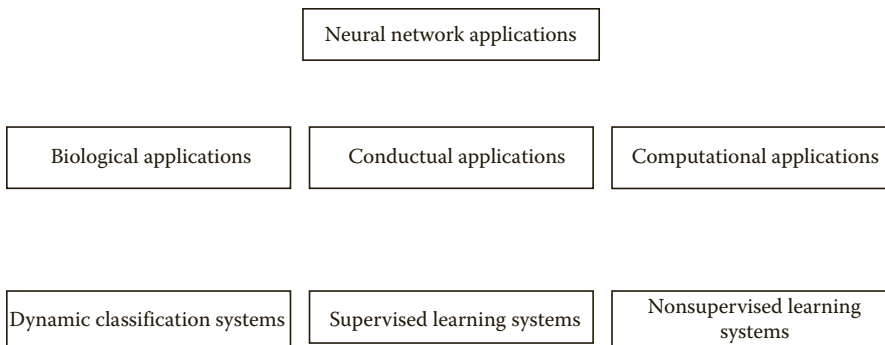 Neural network applications
Biological applications
Conductual applications
Computational applications
Dynamic classification systems
Supervised learning systems
Nonsupervised learning
systems